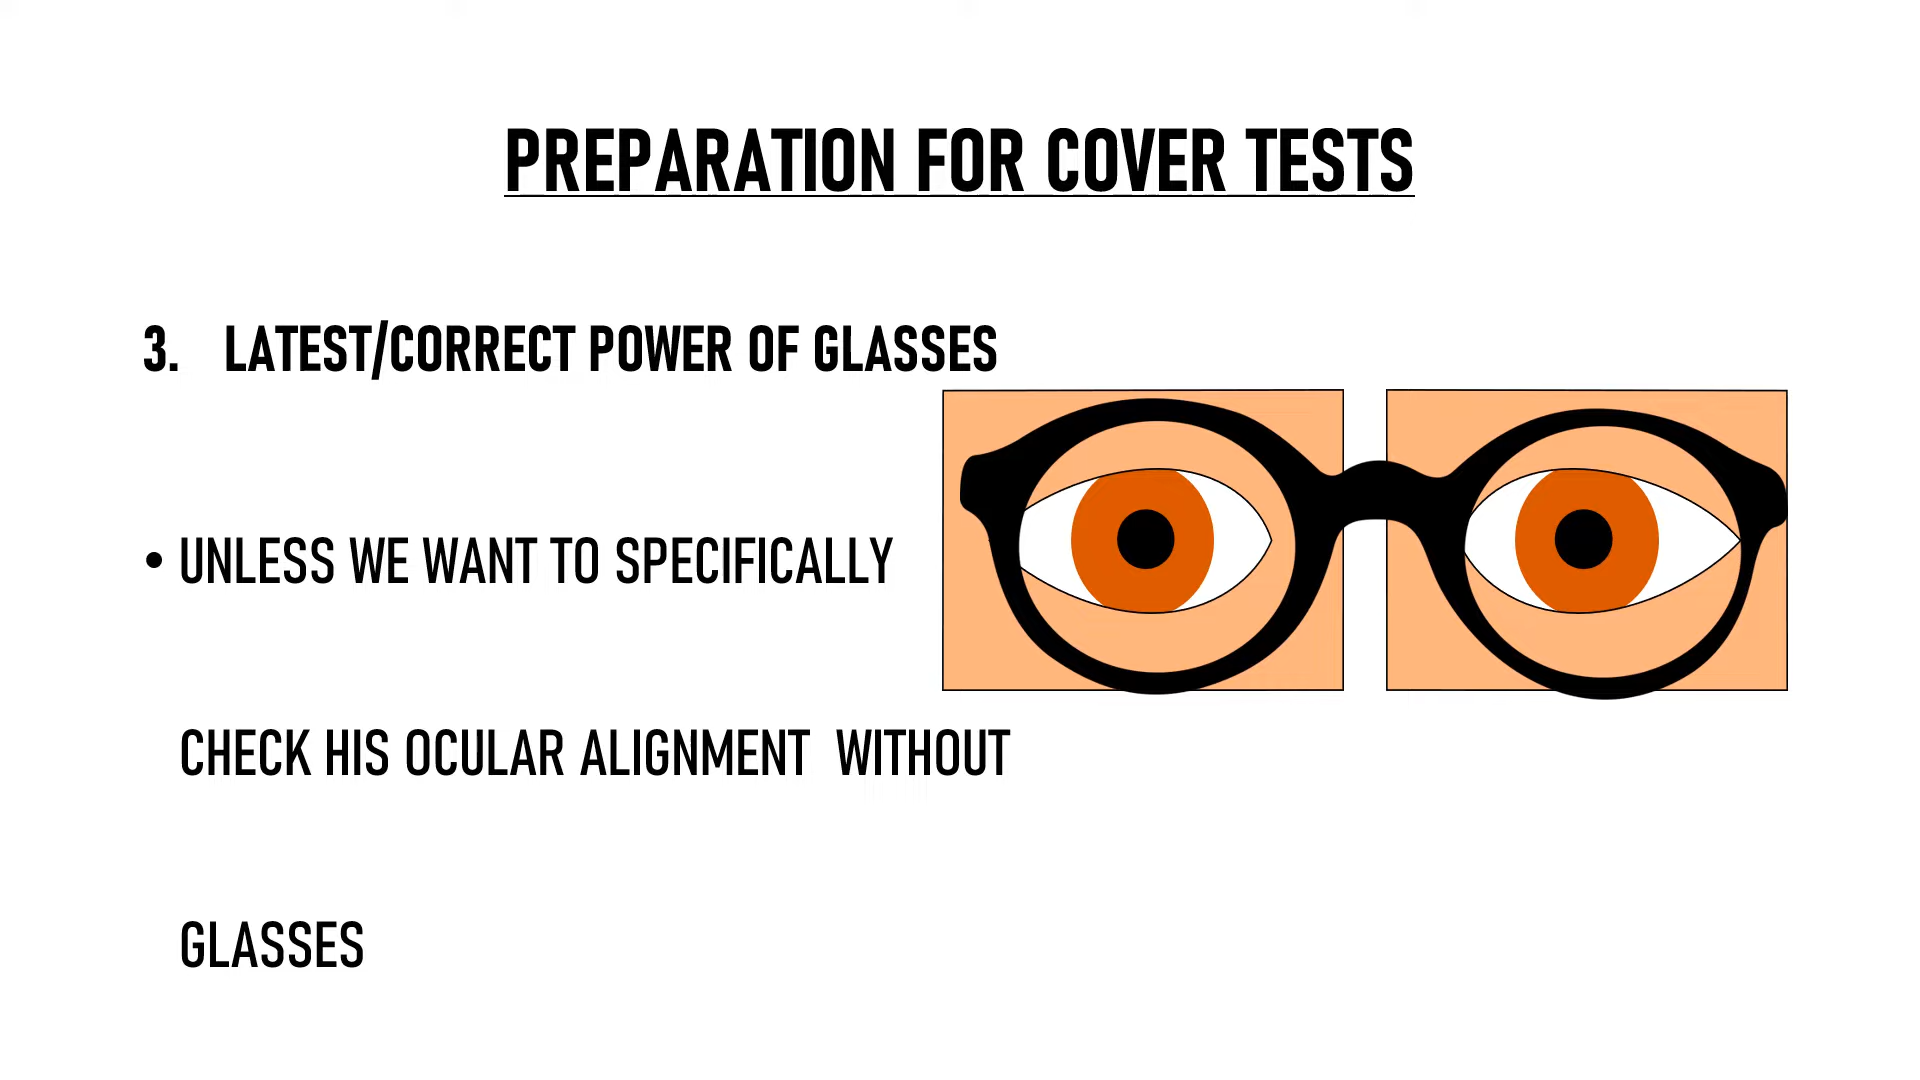 PREPARATION FOR COVER TESTS
3. LATEST/CORRECT POWER OF GLASSES
• UNLESS WE WANT TO SPECIFICALLY
CHECK HIS OCULAR ALIGNMENT WITHOUT
GLASSES